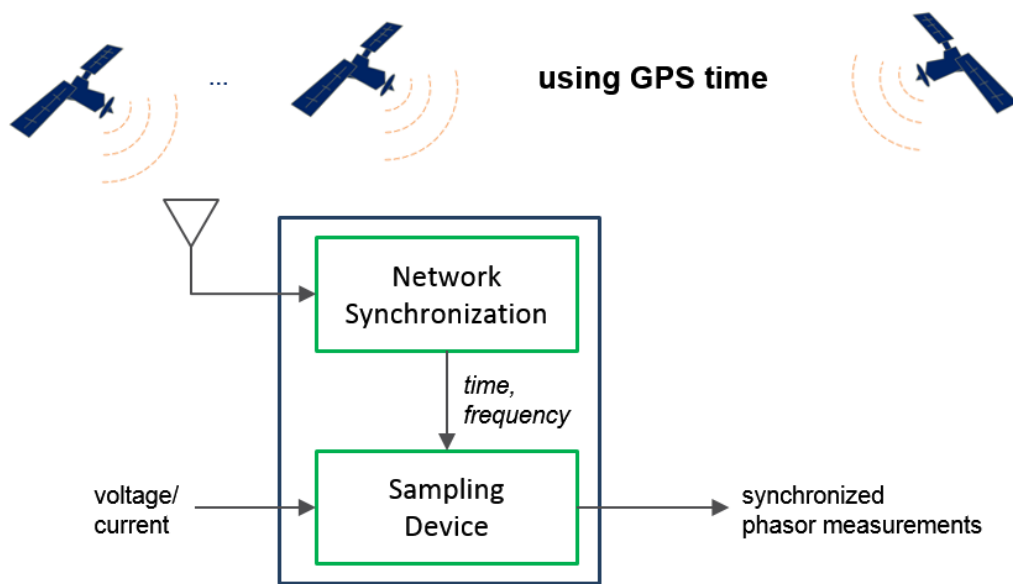 ...
using GPS time
Network
Synchronization
time,
frequency
voltage/
current
Sampling
Device
synchronized
phasor measurements